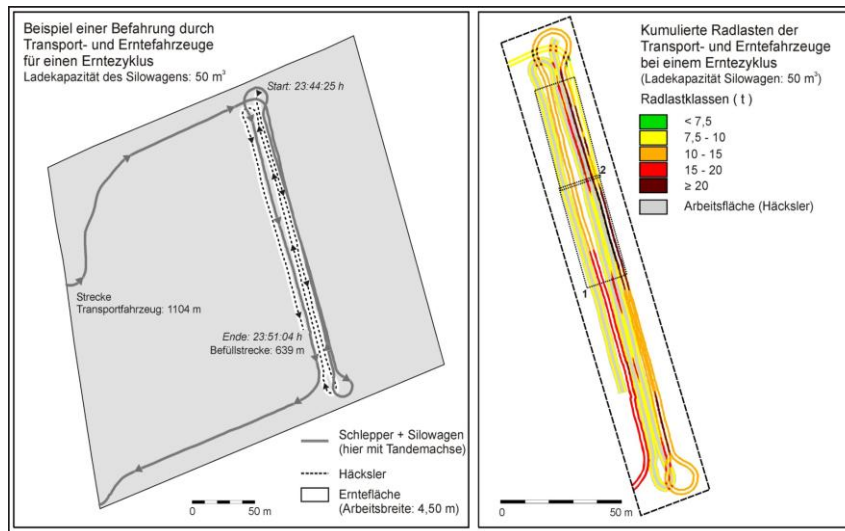 Beispiel einer Befahrung durch
Transport- und Erntefahrzeuge
für einen Erntezyklus
Ladekapazität des Silowagens: 50 m³
Start: 23:44:25 h
Strecke
Transportfahrzeug: 1104 m
Ende: 23:51:04 h
Befüllstrecke: 639 m
Schlepper + Silowagen
(hier mit Tandemachse)
Häcksler
Erntefläche
(Arbeitsbreite: 4,50 m)
0 50 m
Kumulierte Radlasten der
Transport- und Erntefahrzeuge
bei einem Erntezyklus
(Ladekapazität Silowagen: 50 m³)
Radlastklassen ( t )
< 7,5
7,5 - 10
10 - 15
15 - 20
≥ 20
Arbeitsfläche (Häcksler)
2
1
0 50 m